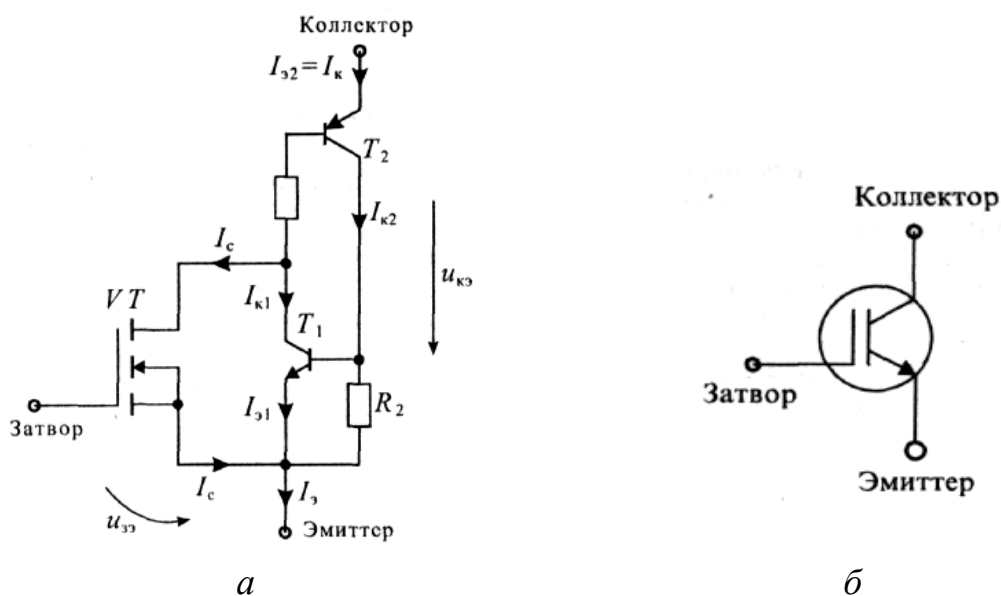 Коллектор
Iэ2 = Iк
T2
Iк2
Iс
uкэ
VT
Iк1
T1
Iэ1
R2
Затвор
Iс
Iэ
uзэ
Эмиттер
а
Коллектор
Затвор
Эмиттер
б